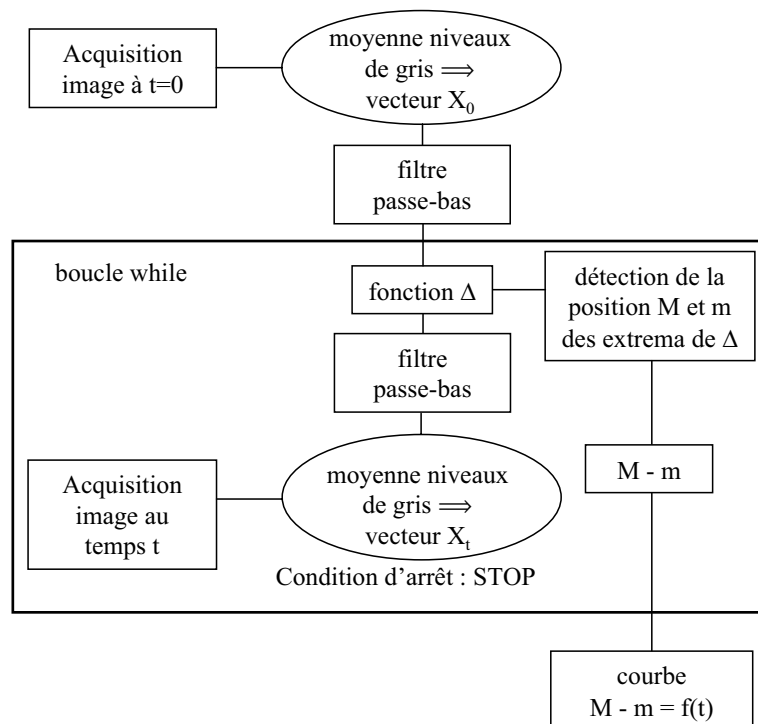 Acquisition
image à t=0
moyenne niveaux
de gris ⟹
vecteur X₀
filtre
passe-bas
boucle while
fonction Δ
détection de la
position M et m
des extrema de Δ
filtre
passe-bas
M - m
Acquisition
image au
temps t
moyenne niveaux
de gris ⟹
vecteur Xₜ
Condition d'arrêt : STOP
courbe
M - m = f(t)